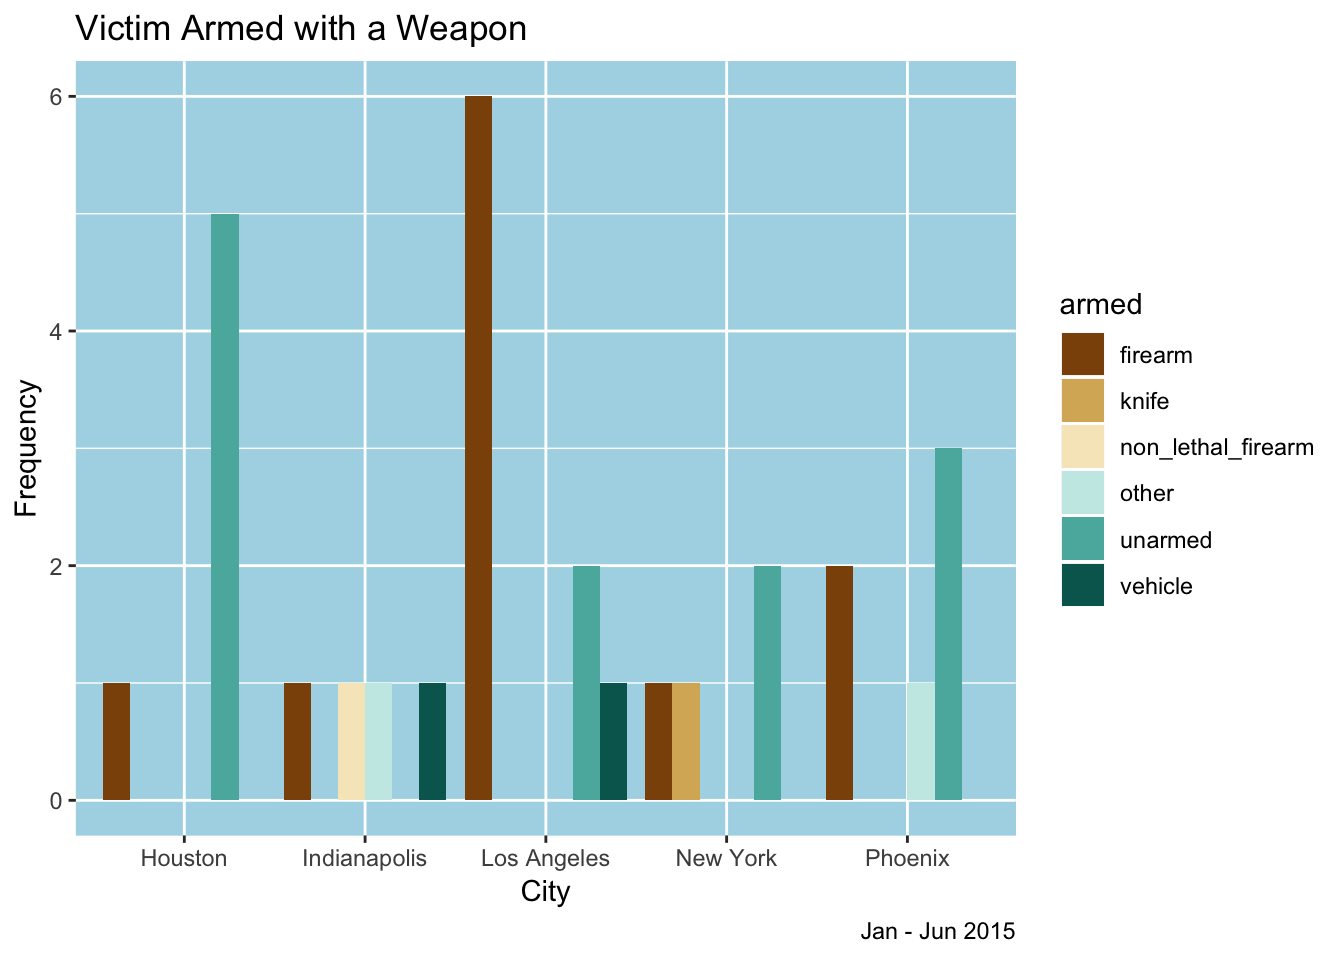 Victim Armed with a Weapon
6
4
2
0
Frequency
Houston Indianapolis Los Angeles New York Phoenix
City
Jan - Jun 2015
armed
firearm
knife
non_lethal_firearm
other
unarmed
vehicle